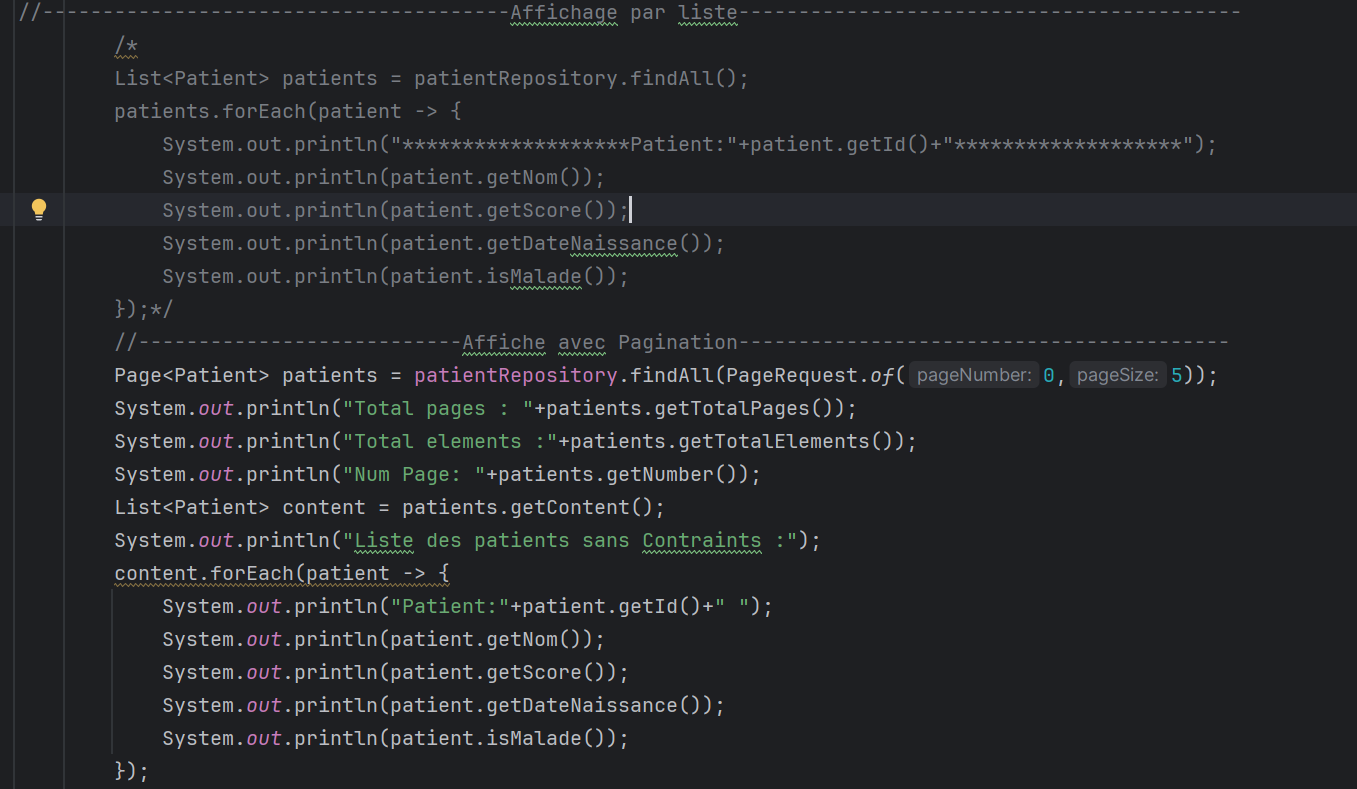 //---------------------------------------Affichage par liste------------------------------------------
/*
List<Patient> patients = patientRepository.findAll();
patients.forEach(patient -> {
System.out.println("*******************Patient:"+patient.getId()+"*******************");
System.out.println(patient.getNom());
System.out.println(patient.getScore());
System.out.println(patient.getDateNaissance());
System.out.println(patient.isMalade());
});*/
//---------------------------Affiche avec Pagination-----------------------------------------
Page<Patient> patients = patientRepository.findAll(PageRequest.of( pageNumber: 0, pageSize: 5));
System.out.println("Total pages : "+patients.getTotalPages());
System.out.println("Total elements :"+patients.getTotalElements());
System.out.println("Num Page: "+patients.getNumber());
List<Patient> content = patients.getContent();
System.out.println("Liste des patients sans Contraints :");
content.forEach(patient -> {
System.out.println("Patient:"+patient.getId()+" ");
System.out.println(patient.getNom());
System.out.println(patient.getScore());
System.out.println(patient.getDateNaissance());
System.out.println(patient.isMalade());
});